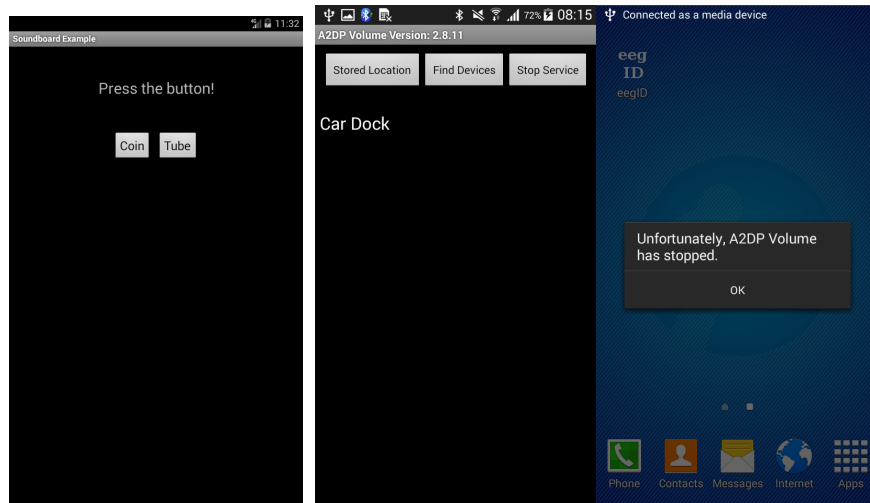 11:32
Soundboard Example
Press the button!
Coin Tube
72% 08:15
A2DP Volume Version: 2.8.11
Stored Location Find Devices Stop Service
Car Dock
Connected as a media device
eeg
ID
eegID
Unfortunately, A2DP Volume
has stopped.
OK
Phone Contacts Messages Internet Apps